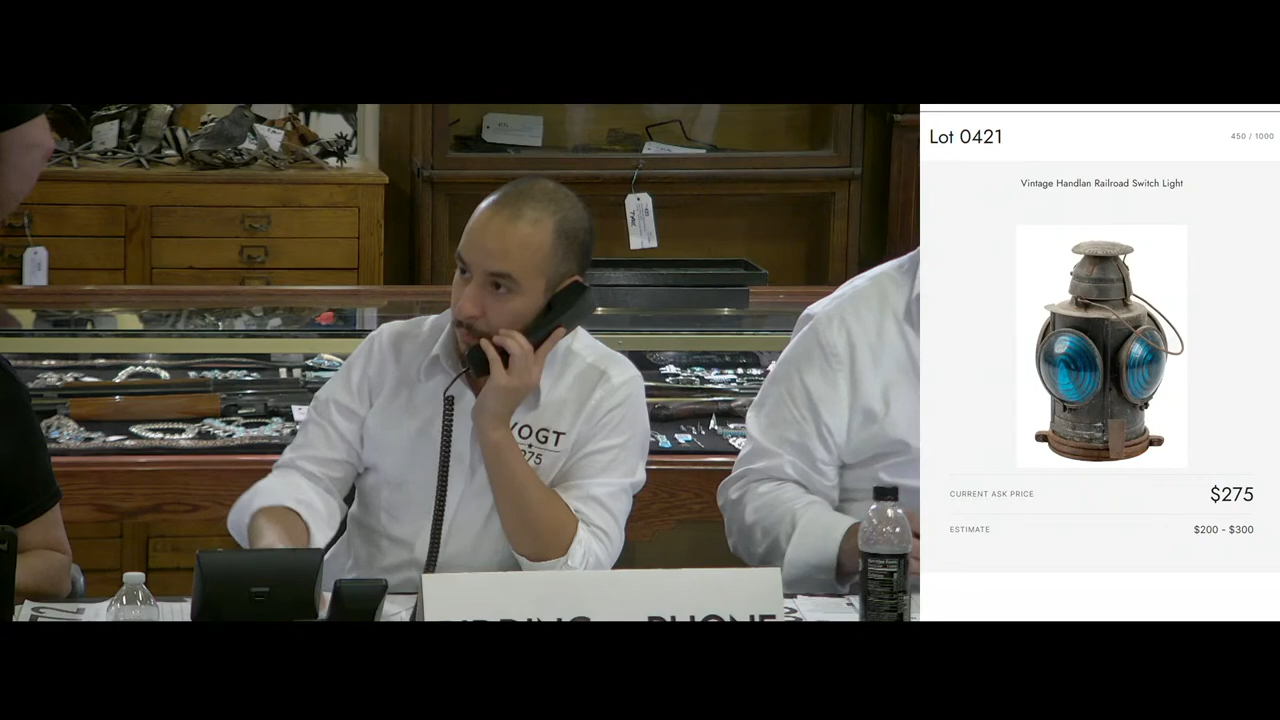 Lot 0421
450 / 1000
Vintage Handlan Railroad Switch Light
CURRENT ASK PRICE
$275
ESTIMATE
$200 - $300
VOGT
PHONE